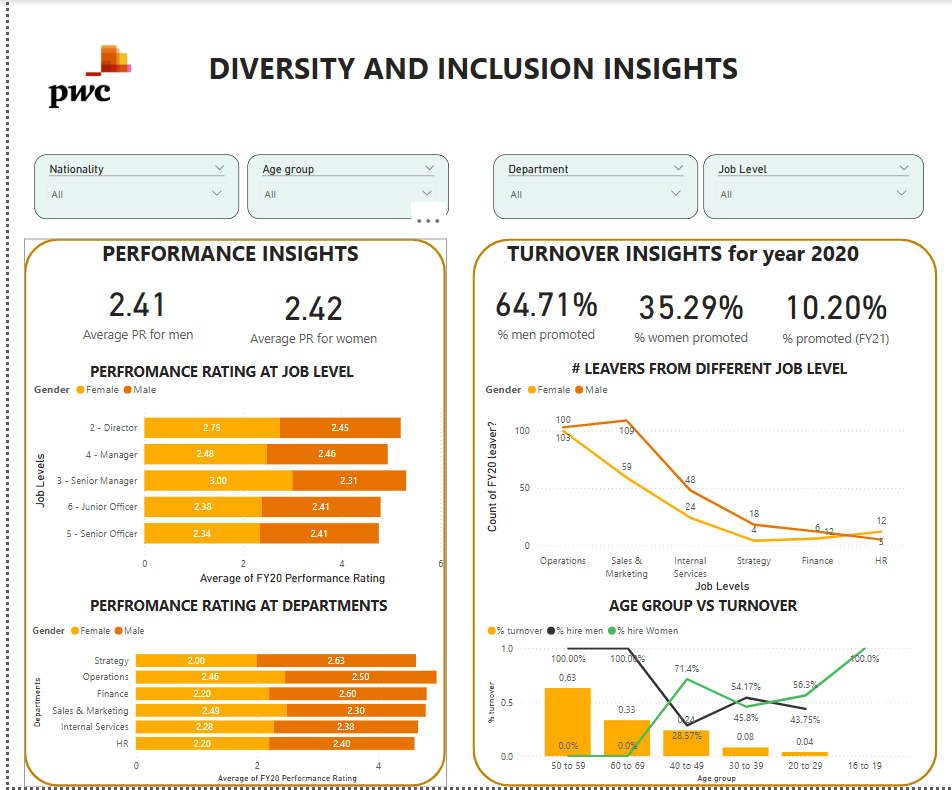 pwc
DIVERSITY AND INCLUSION INSIGHTS
Nationality
All
Age group
All
Department
All
Job Level
All
PERFORMANCE INSIGHTS
2.41
Average PR for men
2.42
Average PR for women
PERFROMANCE RATING AT JOB LEVEL
Gender Female Male
Job Levels
2 - Director 2.75 2.45
4 - Manager 2.48 2.46
3 - Senior Manager 3.00 2.31
6 - Junior Officer 2.38 2.41
5 - Senior Officer 2.34 2.41
0 2 4 6
Average of FY20 Performance Rating
PERFROMANCE RATING AT DEPARTMENTS
Gender Female Male
Departments
Strategy 2.00 2.63
Operations 2.46 2.50
Finance 2.20 2.60
Sales & Marketing 2.49 2.30
Internal Services 2.28 2.38
HR 2.20 2.40
0 2 4
Average of FY20 Performance Rating
TURNOVER INSIGHTS for year 2020
64.71%
% men promoted
35.29%
% women promoted
10.20%
% promoted (FY21)
# LEAVERS FROM DIFFERENT JOB LEVEL
Gender Female Male
Count of FY20 leaver?
100
50
0
100
103
109
59
48
24
18
4
6
12
12
5
Operations
Sales &
Marketing
Internal
Services
Strategy
Finance
HR
Job Levels
AGE GROUP VS TURNOVER
% turnover % hire men % hire Women
% turnover
1.0
0.5
0.0
100.00% 100.00% 71.4% 100.0%
0.63 54.17% 56.3%
0.33 0.24 45.8% 43.75%
28.57% 0.08 0.04
0.0% 0.0%
50 to 59 60 to 69 40 to 49 30 to 39 20 to 29 16 to 19
Age group